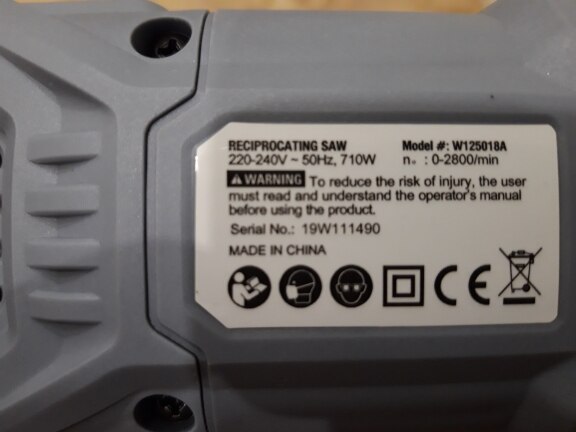 RECIPROCATING SAW Model #: W125018A
220-240V ~ 50Hz, 710W n。: 0-2800/min
WARNING To reduce the risk of injury, the user
must read and understand the operator's manual
before using the product.
Serial No.: 19W111490
MADE IN CHINA
CE